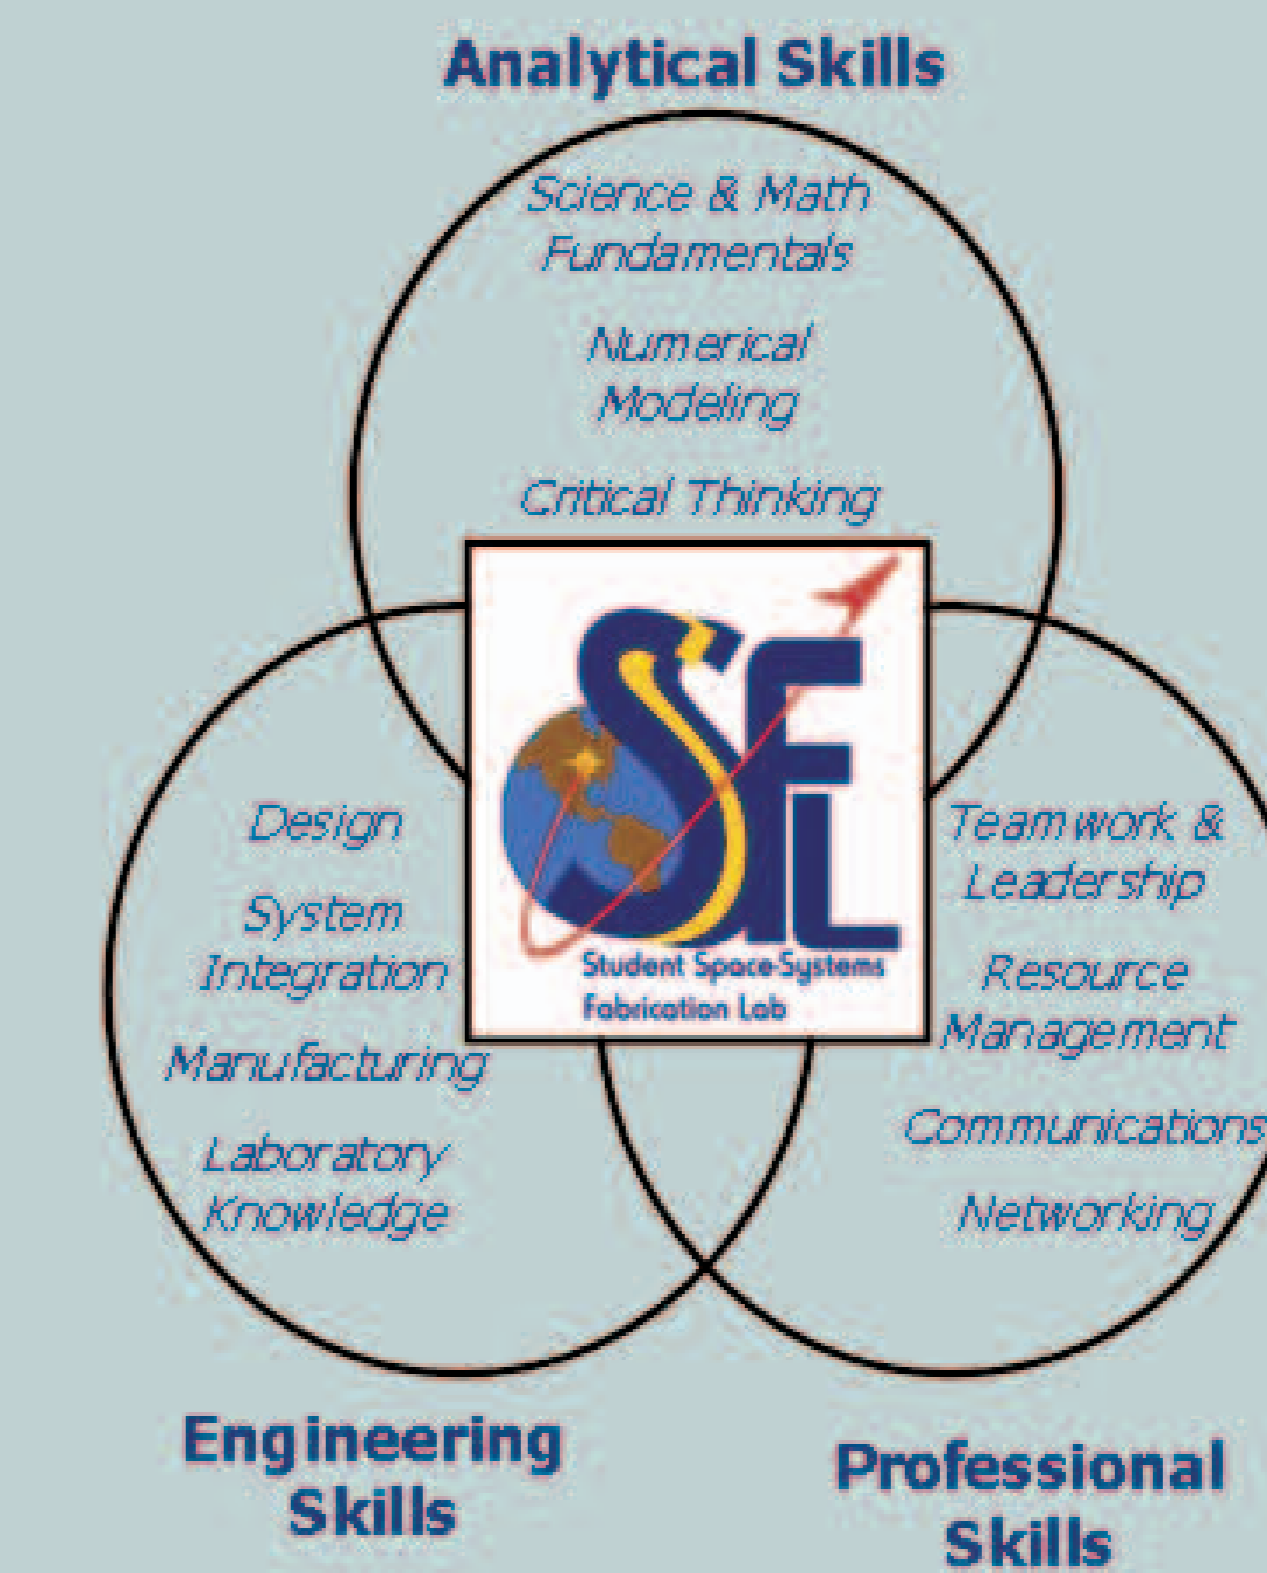 Analytical Skills
Science & Math
Fundamentals
Numerical
Modeling
Critical Thinking
Design
System
Integration
Manufacturing
Laboratory
Knowledge
SFL
Student Space-Systems
Fabrication Lab
Teamwork &
Leadership
Resource
Management
Communications
Networking
Engineering
Skills
Professional
Skills